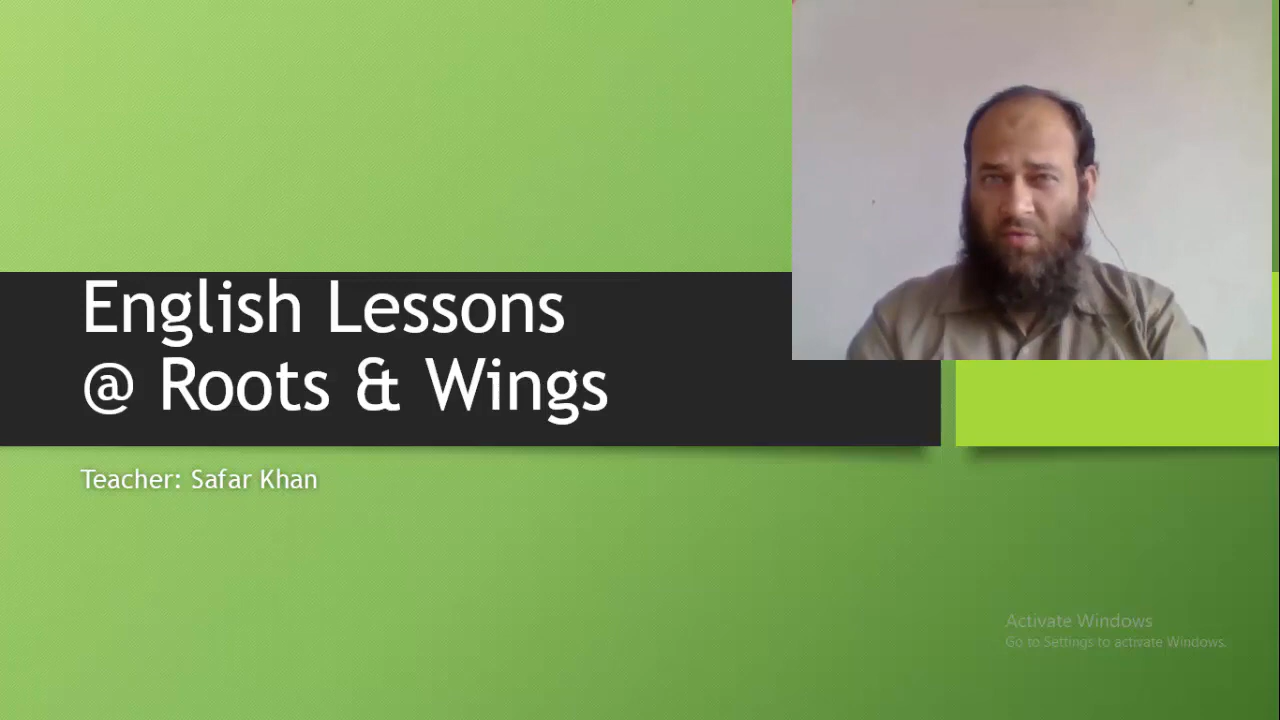 English Lessons
@ Roots & Wings
Teacher: Safar Khan
Activate Windows
Go to Settings to activate Windows.